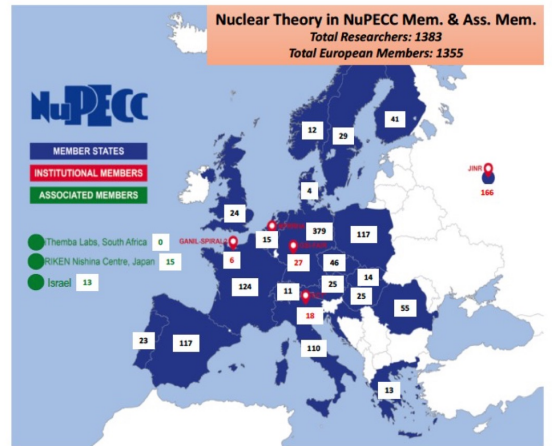 Nuclear Theory in NuPECC Mem. & Ass. Mem.
Total Researchers: 1383
Total European Members: 1355
NuPECC
MEMBER STATES
INSTITUTIONAL MEMBERS
ASSOCIATED MEMBERS
iThemba Labs, South Africa 0
RIKEN Nishina Centre, Japan 15
Israel 13
41
12
29
JINR
166
4
24
15
379
117
GANIL-SPIRAL2
6
27
46
14
124
11
25
25
55
18
23
117
110
13